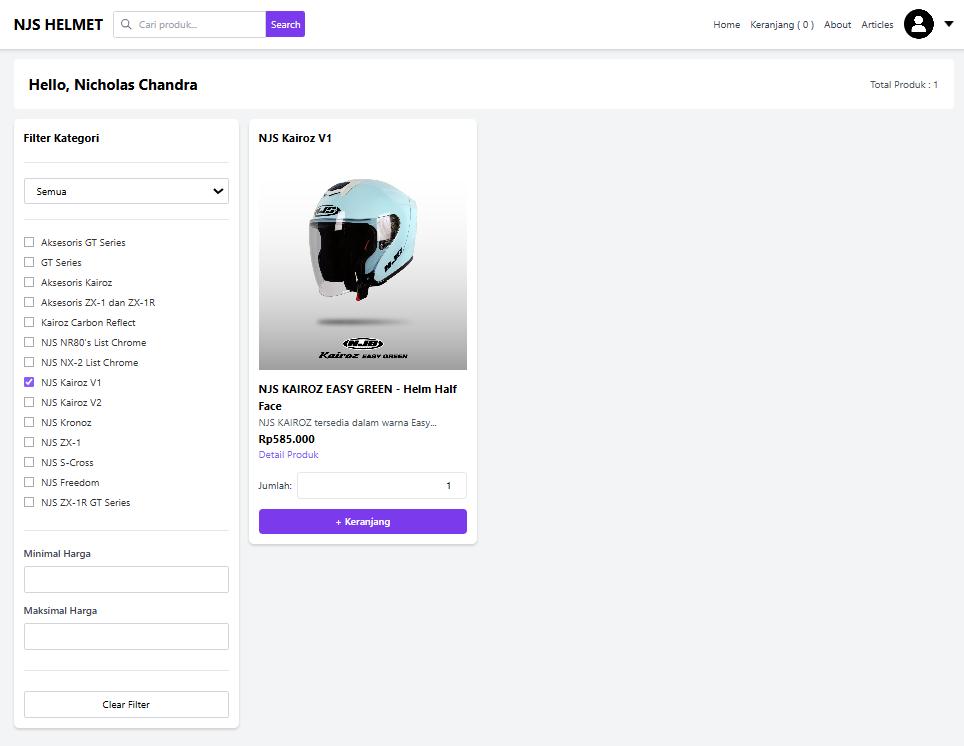 NJS HELMET
Cari produk...
Search
Home
Keranjang ( 0 )
About
Articles
Hello, Nicholas Chandra
Total Produk : 1
Filter Kategori
Semua
Aksesoris GT Series
GT Series
Aksesoris Kairoz
Aksesoris ZX-1 dan ZX-1R
Kairoz Carbon Reflect
NJS NR80's List Chrome
NJS NX-2 List Chrome
NJS Kairoz V1
NJS Kairoz V2
NJS Kronoz
NJS ZX-1
NJS S-Cross
NJS Freedom
NJS ZX-1R GT Series
Minimal Harga
Maksimal Harga
Clear Filter
NJS Kairoz V1
NJS
NJS
NJS
Kairoz EASY GREEN
NJS KAIROZ EASY GREEN - Helm Half
Face
NJS KAIROZ tersedia dalam warna Easy...
Rp585.000
Detail Produk
Jumlah:
1
+ Keranjang